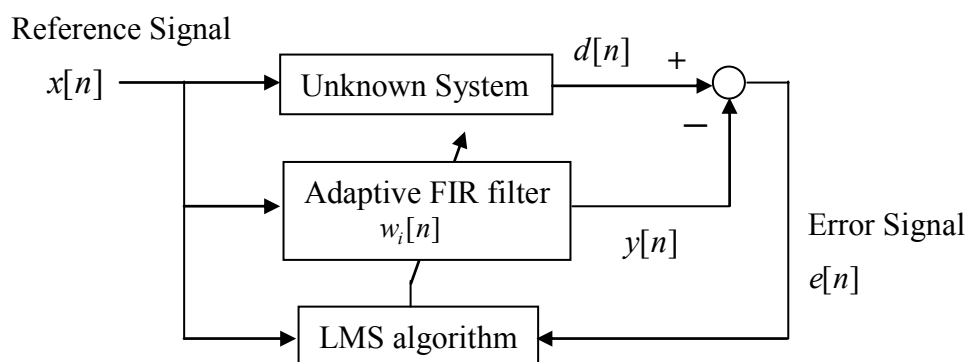 Reference Signal
x[n]
Unknown System
d[n]
+
−
Adaptive FIR filter
w_i[n]
y[n]
Error Signal
e[n]
LMS algorithm